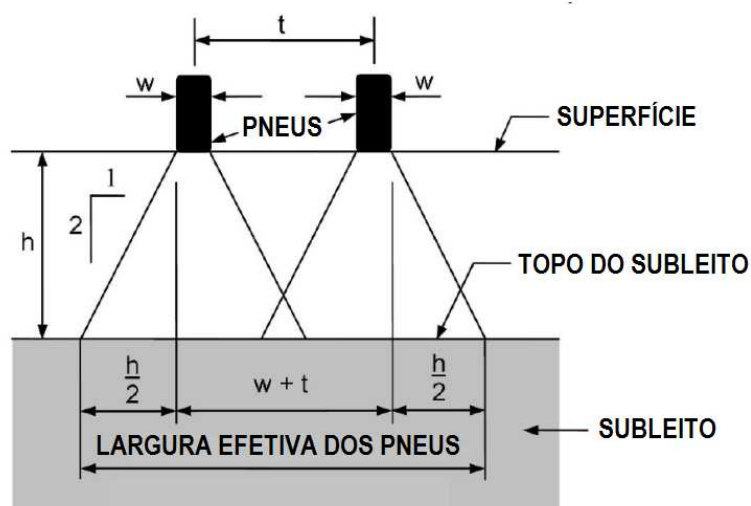 t
w
w
PNEUS
SUPERFÍCIE
1
2
h
TOPO DO SUBLEITO
h
2
w + t
h
2
LARGURA EFETIVA DOS PNEUS
SUBLEITO